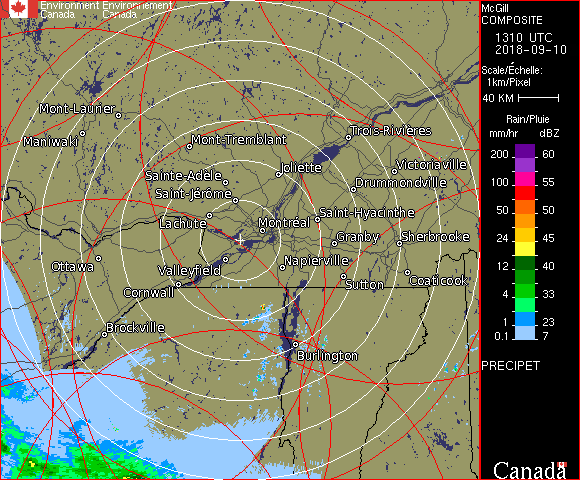 Environment Environnement
Canada Canada
McGill
COMPOSITE
1310 UTC
2018-09-10
Scale/Échelle:
1km/Pixel
40 KM
Rain/Pluie
mm/hr dBZ
200 60
100 55
50 50
24 45
12 40
4 33
1 23
0.1 7
PRECIPET
Mont-Laurier
Maniwaki
Mont-Tremblant
Trois-Rivières
Sainte-Adèle
Joliette
Victoriaville
Saint-Jérôme
Drummondville
Lachute
Montréal
Saint-Hyacinthe
Granby
Sherbrooke
Ottawa
Valleyfield
Napierville
Cornwall
Sutton
Coaticook
Brockville
Burlington
Canada